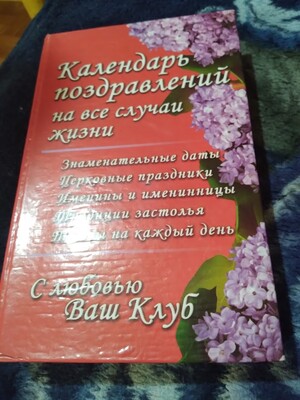 Календарь
поздравлений
на все случаи
жизни
Знаменательные даты
Церковные праздники
Именины и именинницы
застолья
на каждый день
С любовью
Ваш Клуб